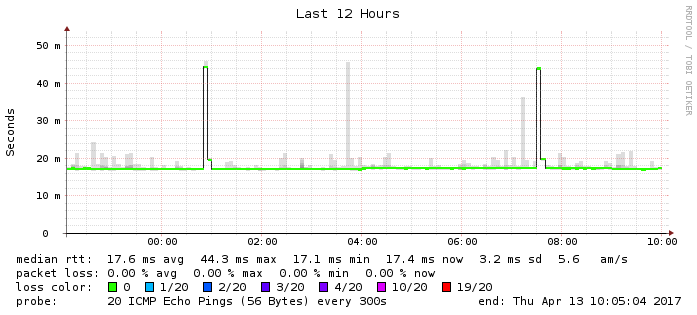 Last 12 Hours
RRDTOOL / TOBI OETIKER
Seconds
50 m
40 m
30 m
20 m
10 m
0
00:00 02:00 04:00 06:00 08:00 10:00
median rtt: 17.6 ms avg 44.3 ms max 17.1 ms min 17.4 ms now 3.2 ms sd 5.6 am/s
packet loss: 0.00 % avg 0.00 % max 0.00 % min 0.00 % now
loss color: 0 1/20 2/20 3/20 4/20 10/20 19/20
probe: 20 ICMP Echo Pings (56 Bytes) every 300s end: Thu Apr 13 10:05:04 2017